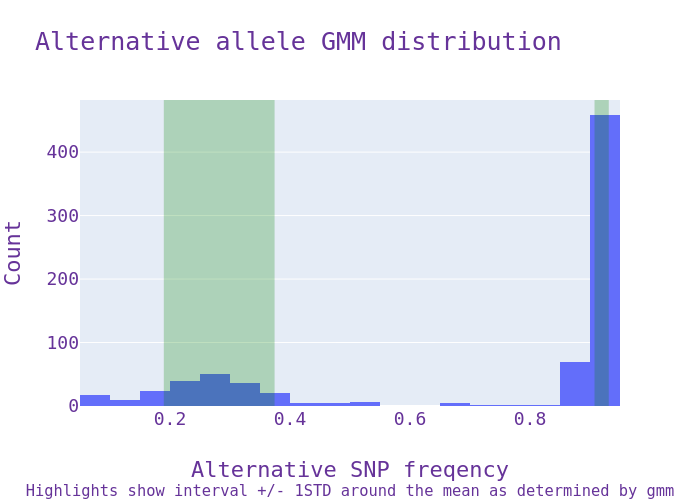 Alternative allele GMM distribution
Count
400
300
200
100
0
0.2 0.4 0.6 0.8
Alternative SNP freqency
Highlights show interval +/- 1STD around the mean as determined by gmm